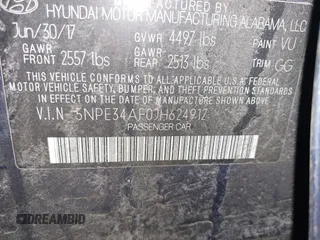 MANUFACTURED BY
HYUNDAI MOTOR MANUFACTURING ALABAMA, LLC
Jun/30/17 GVWR 4497 lbs PAINT VU
GAWR GAWR
FRONT 2557 lbs REAR 2513 lbs TRIM GG
THIS VEHICLE CONFORMS TO ALL APPLICABLE U.S. FEDERAL
MOTOR VEHICLE SAFETY, BUMPER, AND THEFT PREVENTION STANDARDS
IN EFFECT ON THE DATE OF MANUFACTURE SHOWN ABOVE
V.I.N 5NPE34AF0JH624912
PASSENGER CAR
DREAMBID